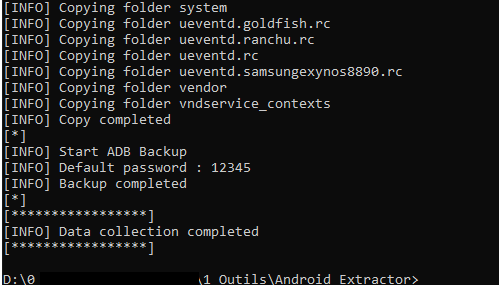 [INFO] Copying folder system
[INFO] Copying folder ueventd.goldfish.rc
[INFO] Copying folder ueventd.ranchu.rc
[INFO] Copying folder ueventd.rc
[INFO] Copying folder ueventd.samsungexynos8890.rc
[INFO] Copying folder vendor
[INFO] Copying folder vndservice_contexts
[INFO] Copy completed
[*]
[INFO] Start ADB Backup
[INFO] Default password : 12345
[INFO] Backup completed
[*]
[*****************]
[INFO] Data collection completed
[*****************]
D:\0 \1 Outils\Android Extractor>